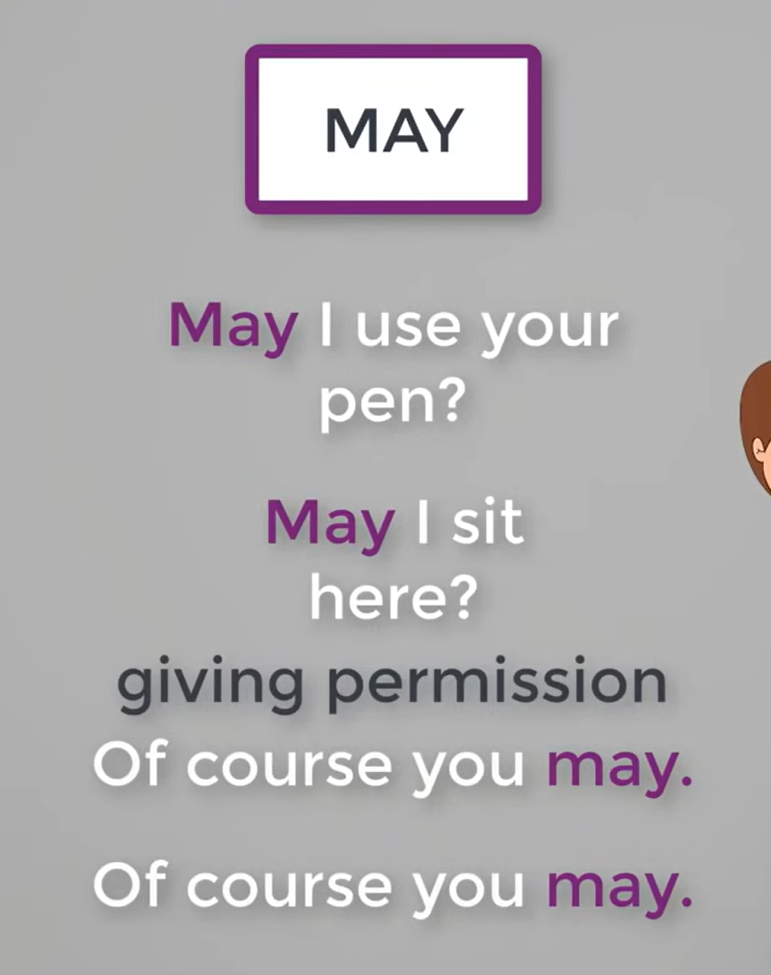 MAY
May I use your
pen?
May I sit
here?
giving permission
Of course you may.
Of course you may.